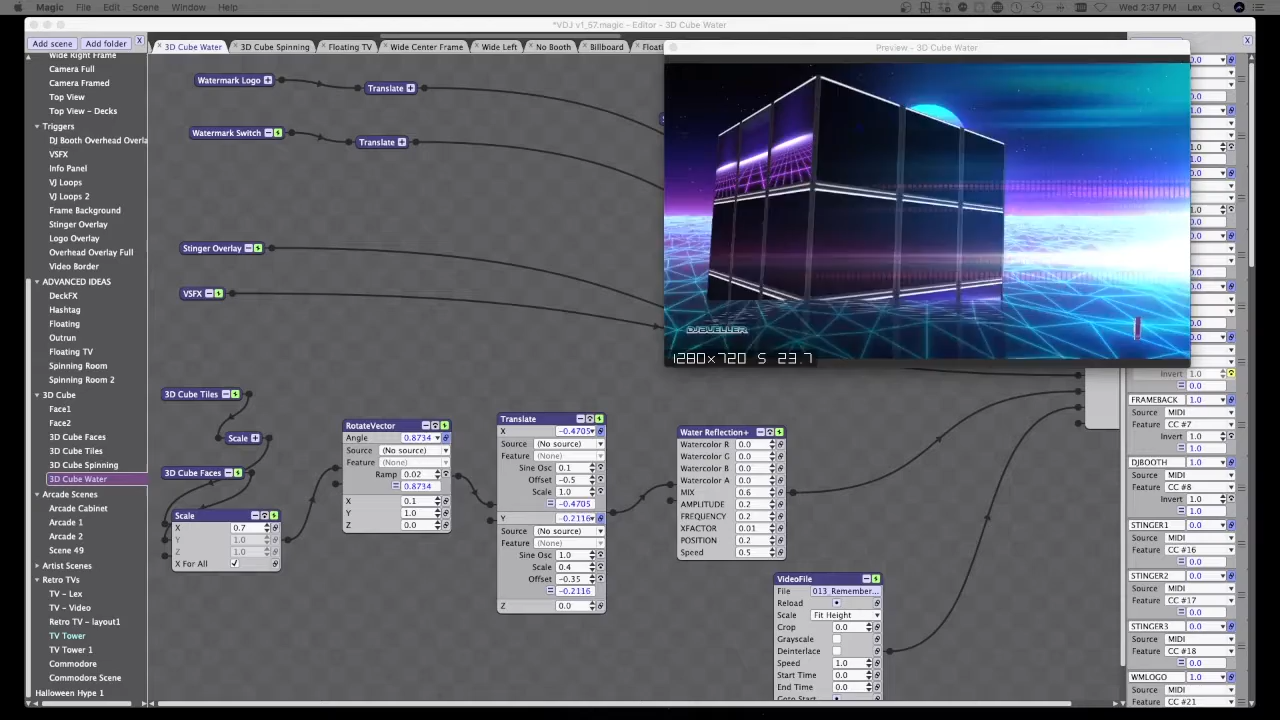 Magic File Edit Scene Window Help
Wed 2:37 PM Lex
*VDJ v1_57.magic - Editor - 3D Cube Water
Add scene Add folder X
3D Cube Water 3D Cube Spinning Floating TV Wide Center Frame Wide Left No Booth Billboard
Preview - 3D Cube Water
Wide Right Frame
Camera Full
Camera Framed
Top View
Top View - Decks
Triggers
DJ Booth Overhead Overla
VSFX
Info Panel
VJ Loops
VJ Loops 2
Frame Background
Stinger Overlay
Logo Overlay
Overhead Overlay Full
Video Border
ADVANCED IDEAS
DeckFX
Hashtag
Floating
Outrun
Floating TV
Spinning Room
Spinning Room 2
3D Cube
Face1
Face2
3D Cube Faces
3D Cube Tiles
3D Cube Spinning
3D Cube Water
Arcade Scenes
Arcade Cabinet
Arcade 1
Arcade 2
Scene 49
Artist Scenes
Retro TVs
TV - Lex
TV - Video
Retro TV - layout1
TV Tower
TV Tower 1
Commodore
Commodore Scene
Halloween Hype 1
Watermark Logo
Translate
Watermark Switch
Translate
Stinger Overlay
VSFX
1280x720 S 23.7
3D Cube Tiles
Scale
3D Cube Faces
Scale
X 0.7
Y 1.0
Z 1.0
X For All
RotateVector
Angle 0.8734
Source (No source)
Feature (None)
Ramp 0.02
= 0.8734
X 0.1
Y 1.0
Z 0.0
Translate
X -0.4705
Source (No source)
Feature (None)
Sine Osc 0.1
Offset -0.5
Scale 1.0
= -0.4705
Y -0.2116
Source (No source)
Feature (None)
Sine Osc 1.0
Scale 0.4
Offset -0.35
= -0.2116
Z 0.0
Water Reflection+
Watercolor R 0.0
Watercolor G 0.0
Watercolor B 0.0
Watercolor A 0.0
MIX 0.6
AMPLITUDE 0.2
FREQUENCY 0.2
XFACTOR 0.01
POSITION 0.2
Speed 0.5
VideoFile
File 013_Remember...
Reload
Scale Fit Height
Crop 0.0
Grayscale
Deinterlace
Speed 1.0
Start Time 0.0
End Time 0.0
Invert 1.0
= 0.0
FRAMEBACK 1.0
Source MIDI
Feature CC #7
Invert 1.0
= 0.0
DJBOOTH 1.0
Source MIDI
Feature CC #8
Invert 1.0
= 0.0
STINGER1 0.0
Source MIDI
Feature CC #16
= 0.0
STINGER2 0.0
Source MIDI
Feature CC #17
= 0.0
STINGER3 0.0
Source MIDI
Feature CC #18
= 0.0
WMLOGO 1.0
Source MIDI
Feature CC #21